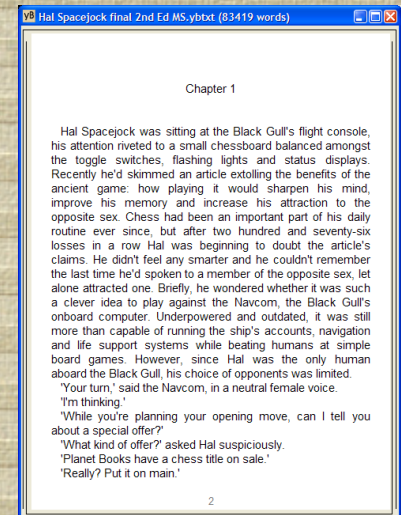 yB Hal Spacejock final 2nd Ed MS.ybtxt (83419 words)
Chapter 1
Hal Spacejock was sitting at the Black Gull's flight console,
his attention riveted to a small chessboard balanced amongst
the toggle switches, flashing lights and status displays.
Recently he'd skimmed an article extolling the benefits of the
ancient game: how playing it would sharpen his mind,
improve his memory and increase his attraction to the
opposite sex. Chess had been an important part of his daily
routine ever since, but after two hundred and seventy-six
losses in a row Hal was beginning to doubt the article's
claims. He didn't feel any smarter and he couldn't remember
the last time he'd spoken to a member of the opposite sex, let
alone attracted one. Briefly, he wondered whether it was such
a clever idea to play against the Navcom, the Black Gull's
onboard computer. Underpowered and outdated, it was still
more than capable of running the ship's accounts, navigation
and life support systems while beating humans at simple
board games. However, since Hal was the only human
aboard the Black Gull, his choice of opponents was limited.
'Your turn,' said the Navcom, in a neutral female voice.
'I'm thinking.'
'While you're planning your opening move, can I tell you
about a special offer?'
'What kind of offer?' asked Hal suspiciously.
'Planet Books have a chess title on sale.'
'Really? Put it on main.'
2